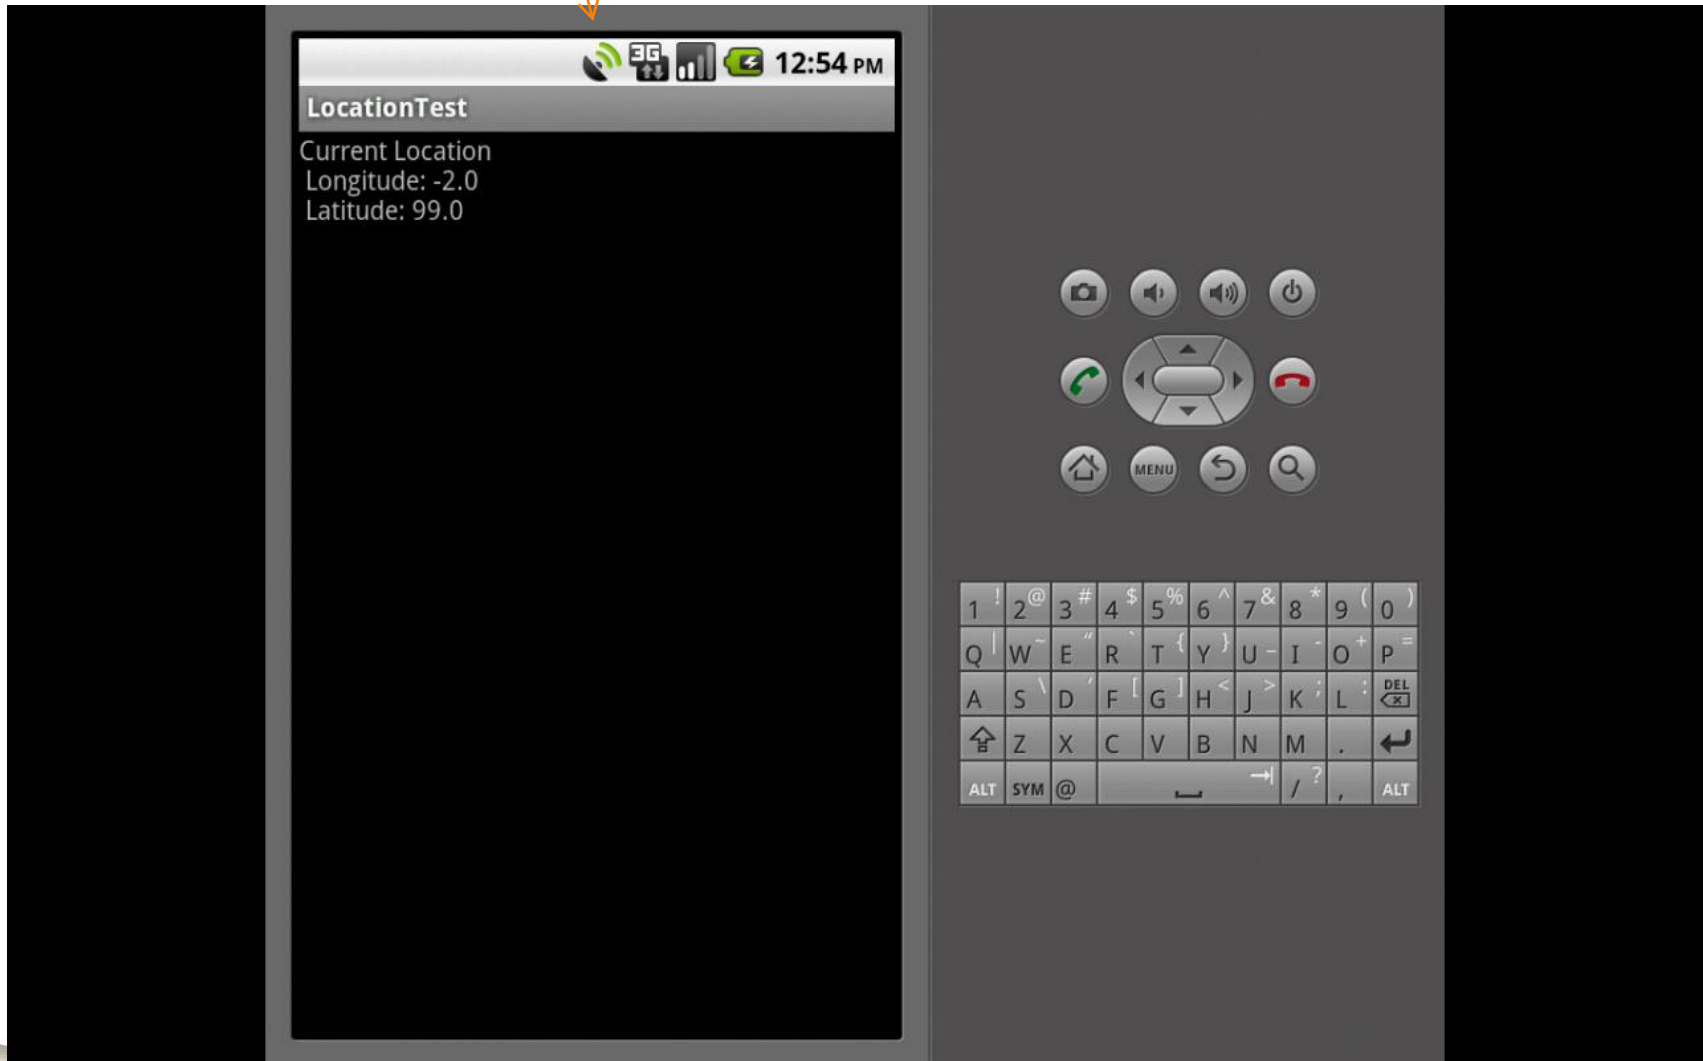 3G 12:54 PM
LocationTest
Current Location
Longitude: -2.0
Latitude: 99.0
MENU
1 ! 2 @ 3 # 4 $ 5 % 6 ^ 7 & 8 * 9 ( 0 )
Q | W ~ E “ R ` T { Y } U _ I - O + P =
A S \ D ‘ F [ G ] H < J > K ; L : DEL
Z X C V B N M .
ALT SYM @ / ? , ALT